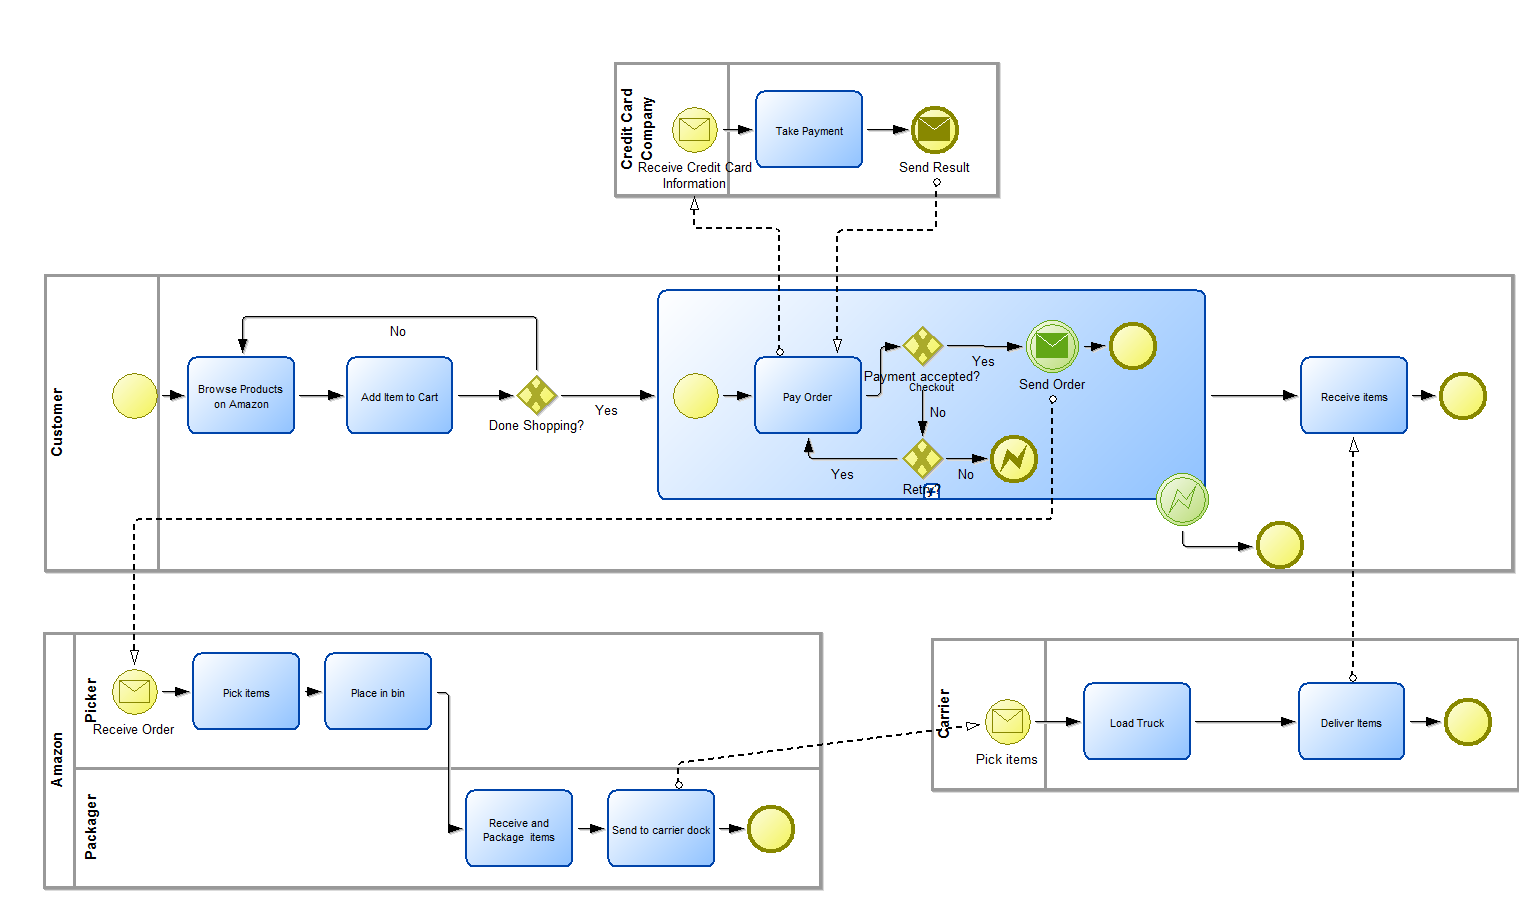 Credit Card
Company
Receive Credit Card
Information
Take Payment
Send Result
Customer
No
Browse Products
on Amazon
Add Item to Cart
Done Shopping?
Yes
Pay Order
Payment accepted?
Checkout
Yes
Send Order
No
Retry?
Yes
No
Receive items
Amazon
Picker
Receive Order
Pick items
Place in bin
Packager
Receive and
Package items
Send to carrier dock
Carrier
Pick items
Load Truck
Deliver Items